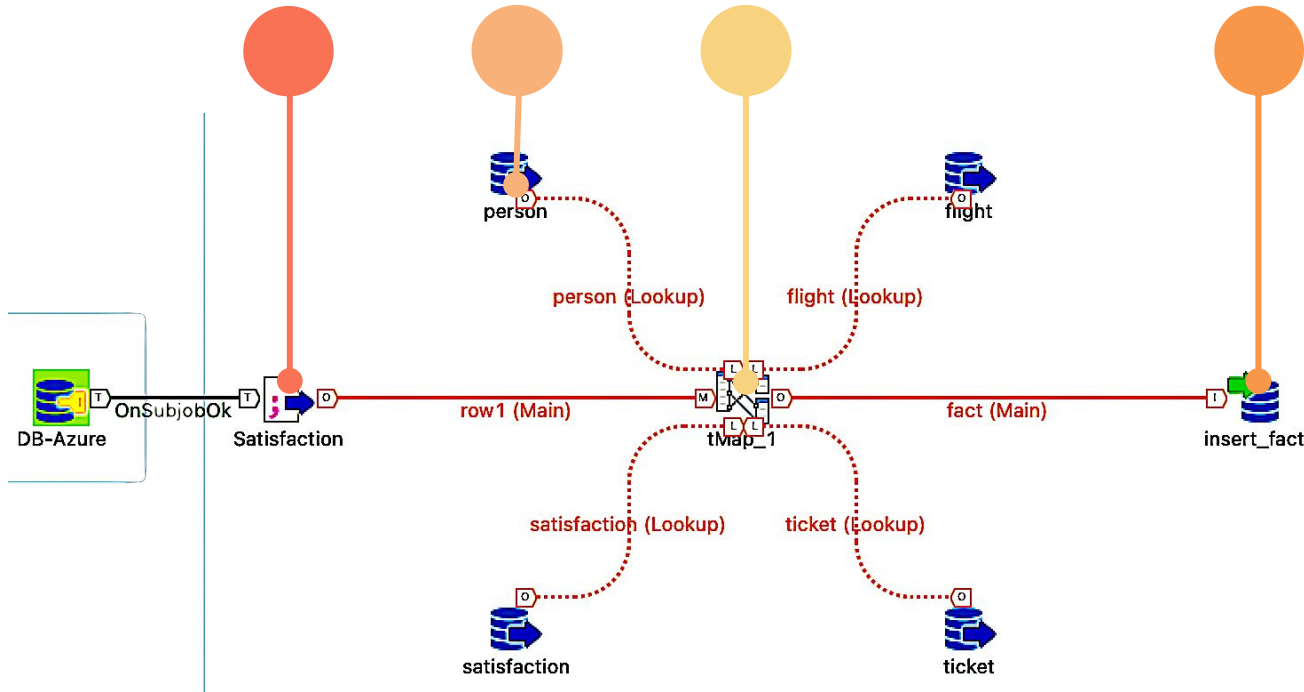 person
flight
person (Lookup)
flight (Lookup)
T
OnSubjobOk
T
O
row1 (Main)
M
O
fact (Main)
I
DB-Azure
Satisfaction
tMap_1
insert_fact
L
L
L
L
satisfaction (Lookup)
ticket (Lookup)
O
O
O
O
satisfaction
ticket